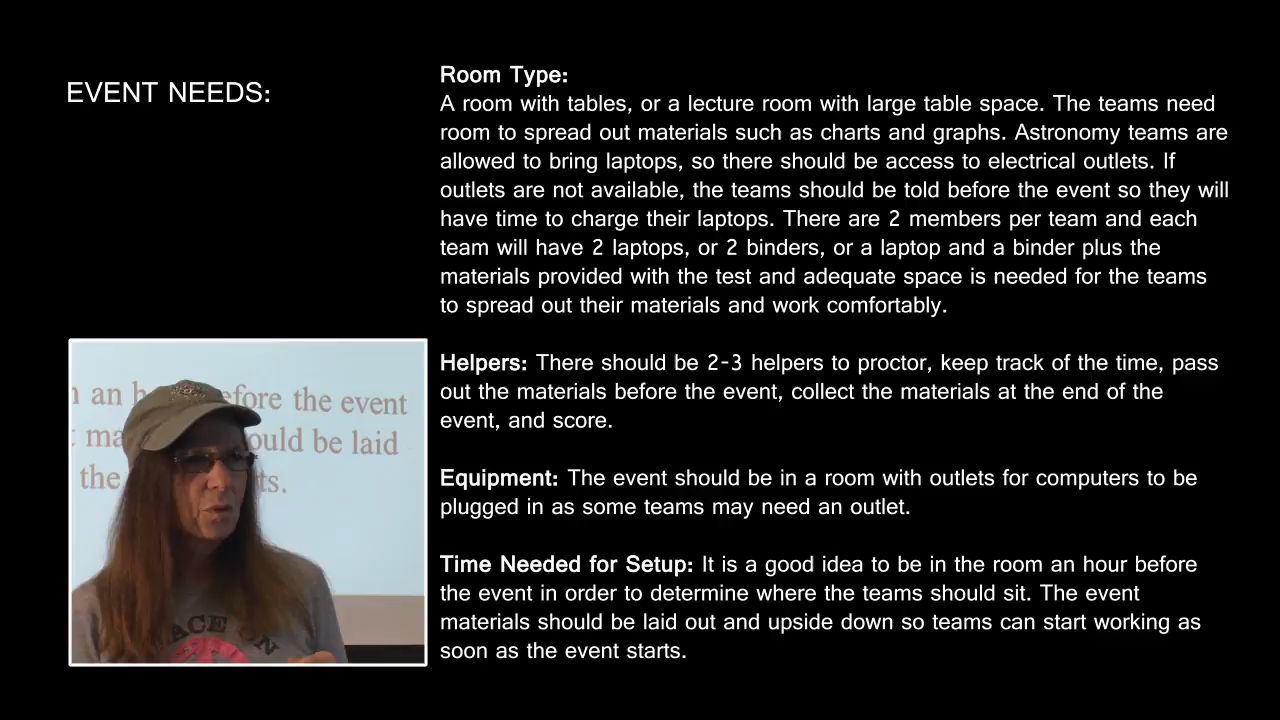 EVENT NEEDS:
Room Type:
A room with tables, or a lecture room with large table space. The teams need
room to spread out materials such as charts and graphs. Astronomy teams are
allowed to bring laptops, so there should be access to electrical outlets. If
outlets are not available, the teams should be told before the event so they will
have time to charge their laptops. There are 2 members per team and each
team will have 2 laptops, or 2 binders, or a laptop and a binder plus the
materials provided with the test and adequate space is needed for the teams
to spread out their materials and work comfortably.
Helpers: There should be 2-3 helpers to proctor, keep track of the time, pass
out the materials before the event, collect the materials at the end of the
event, and score.
Equipment: The event should be in a room with outlets for computers to be
plugged in as some teams may need an outlet.
Time Needed for Setup: It is a good idea to be in the room an hour before
the event in order to determine where the teams should sit. The event
materials should be laid out and upside down so teams can start working as
soon as the event starts.
an the event
be laid
the
ON